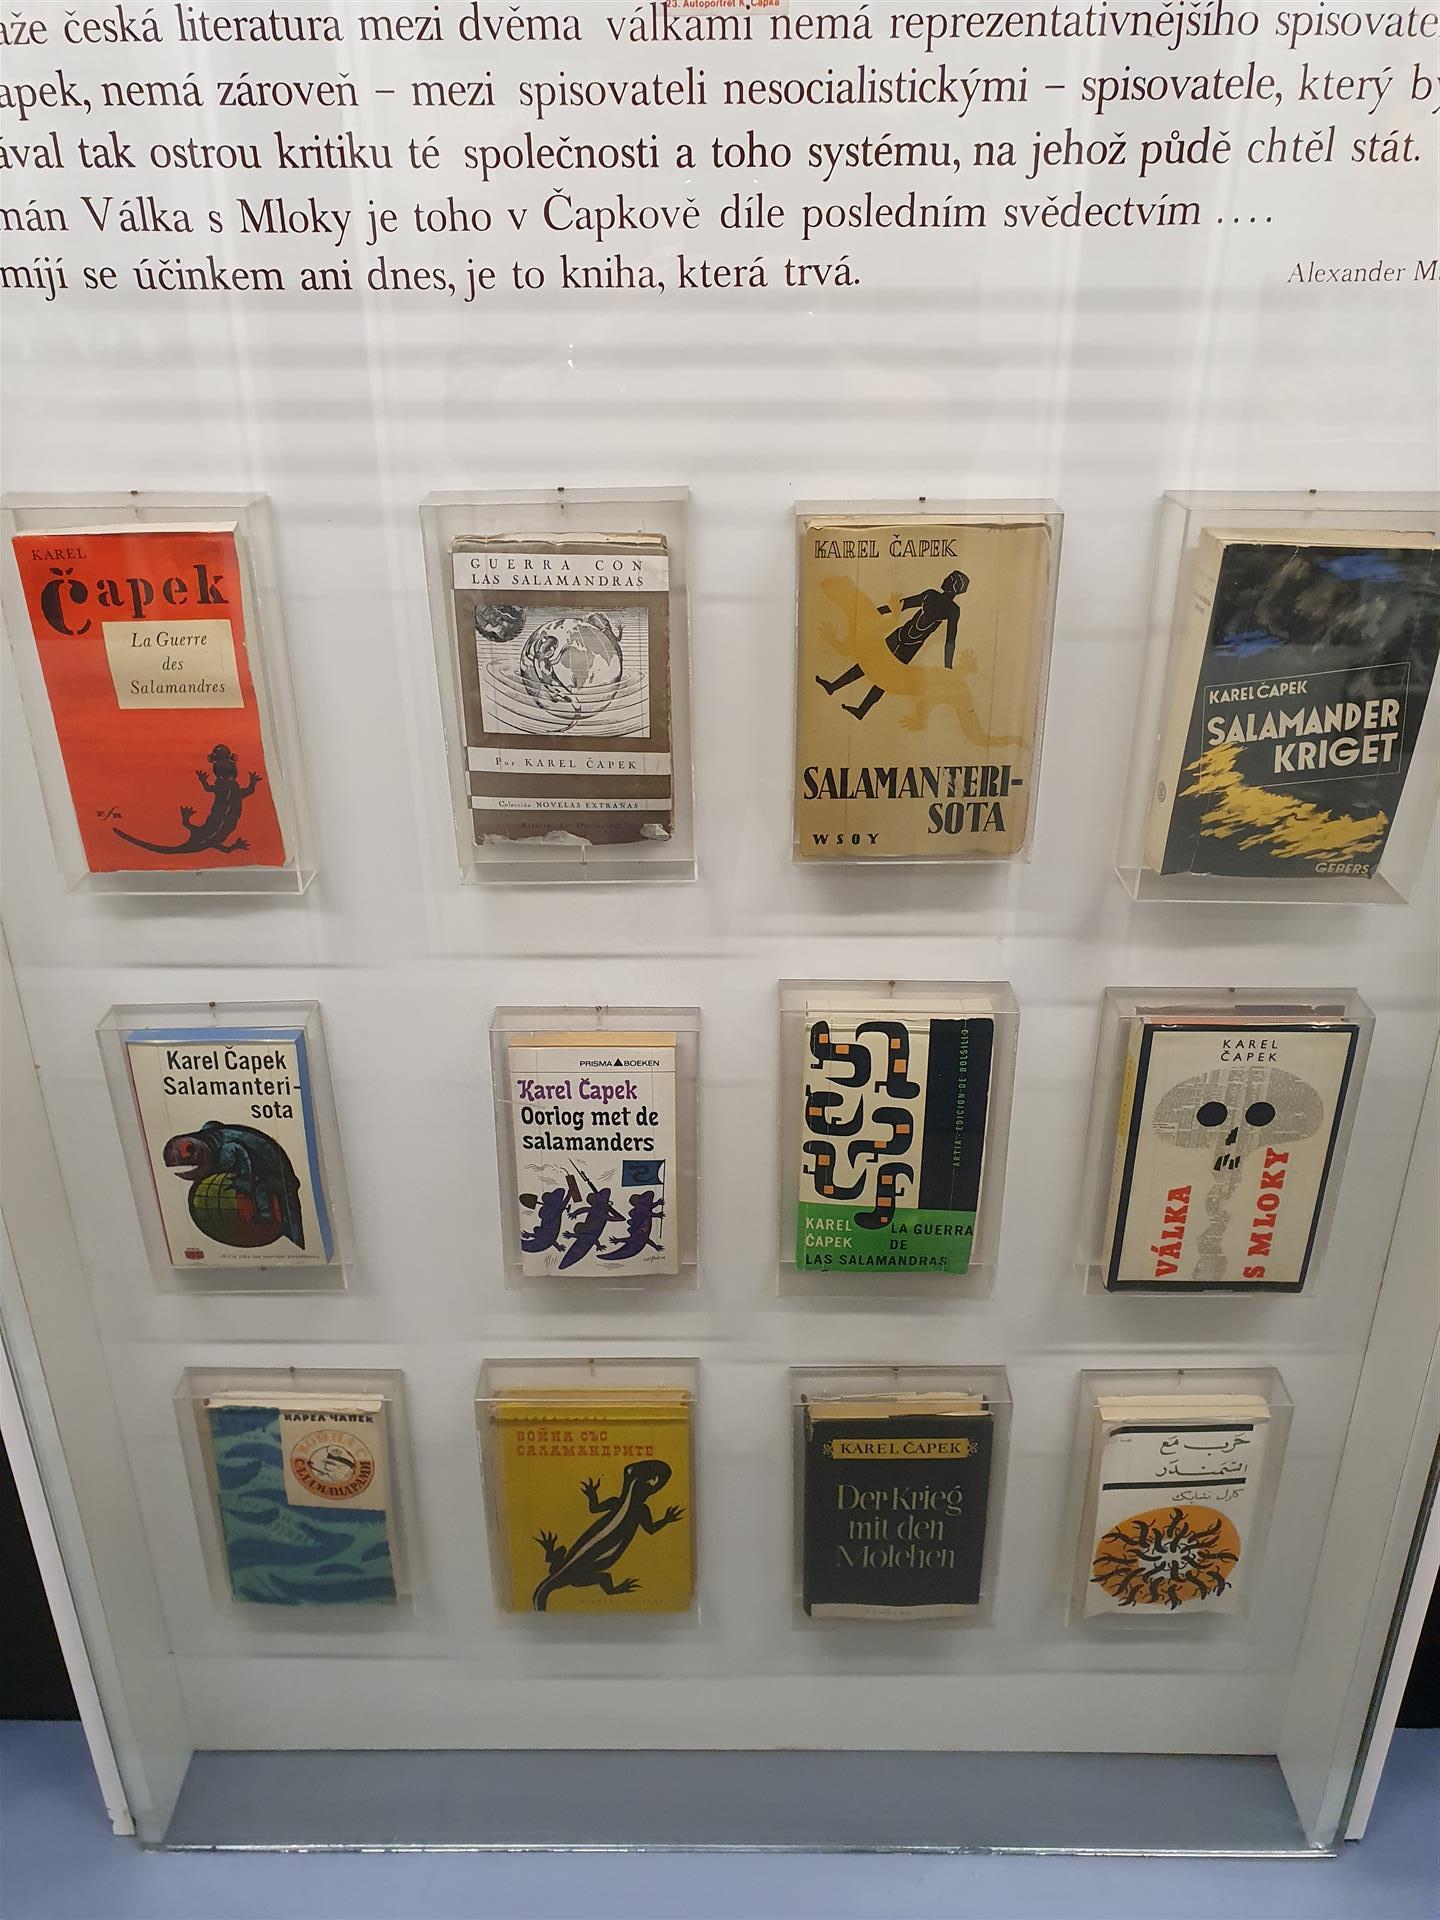 23. Autoportrét K. Čapka
česká literatura mezi dvěma válkami nemá reprezentativnějšího
apek, nemá zároveň – mezi spisovateli nesocialistickými – spisovatele, který
ával tak ostrou kritiku té společnosti a toho systému, na jehož půdě chtěl stát.
mán Válka s Mloky je toho v Čapkově díle posledním svědectvím ....
míjí se účinkem ani dnes, je to kniha, která trvá.
Alexander M.
KAREL
Čapek
La Guerre
des
Salamandres
GUERRA CON
LAS SALAMANDRAS
Por KAREL ČAPEK
Colección NOVELAS EXTRAÑAS
KAREL ČAPEK
SALAMANTERI-
SOTA
WSOY
KAREL ČAPEK
SALAMANDER
KRIGET
GEBERS
Karel Čapek
Salamanteri-
sota
PRISMA BOEKEN
Karel Čapek
Oorlog met de
salamanders
ARTIA · EDICION DE BOLSILLO
KAREL
ČAPEK
LA GUERRA
DE
LAS SALAMANDRAS
KAREL
ČAPEK
VÁLKA
S MLOKY
КАРЕЛ ЧАПЕК
ВОЙНА С
САЛАМАНДРАМИ
КАРЕЛ ЧАПЕК
ВОЙНА СЪС
САЛАМАНДРИТЕ
KAREL ČAPEK
Der Krieg
mit den
Molchen
حرب مع
السمندر
كارل تشابك